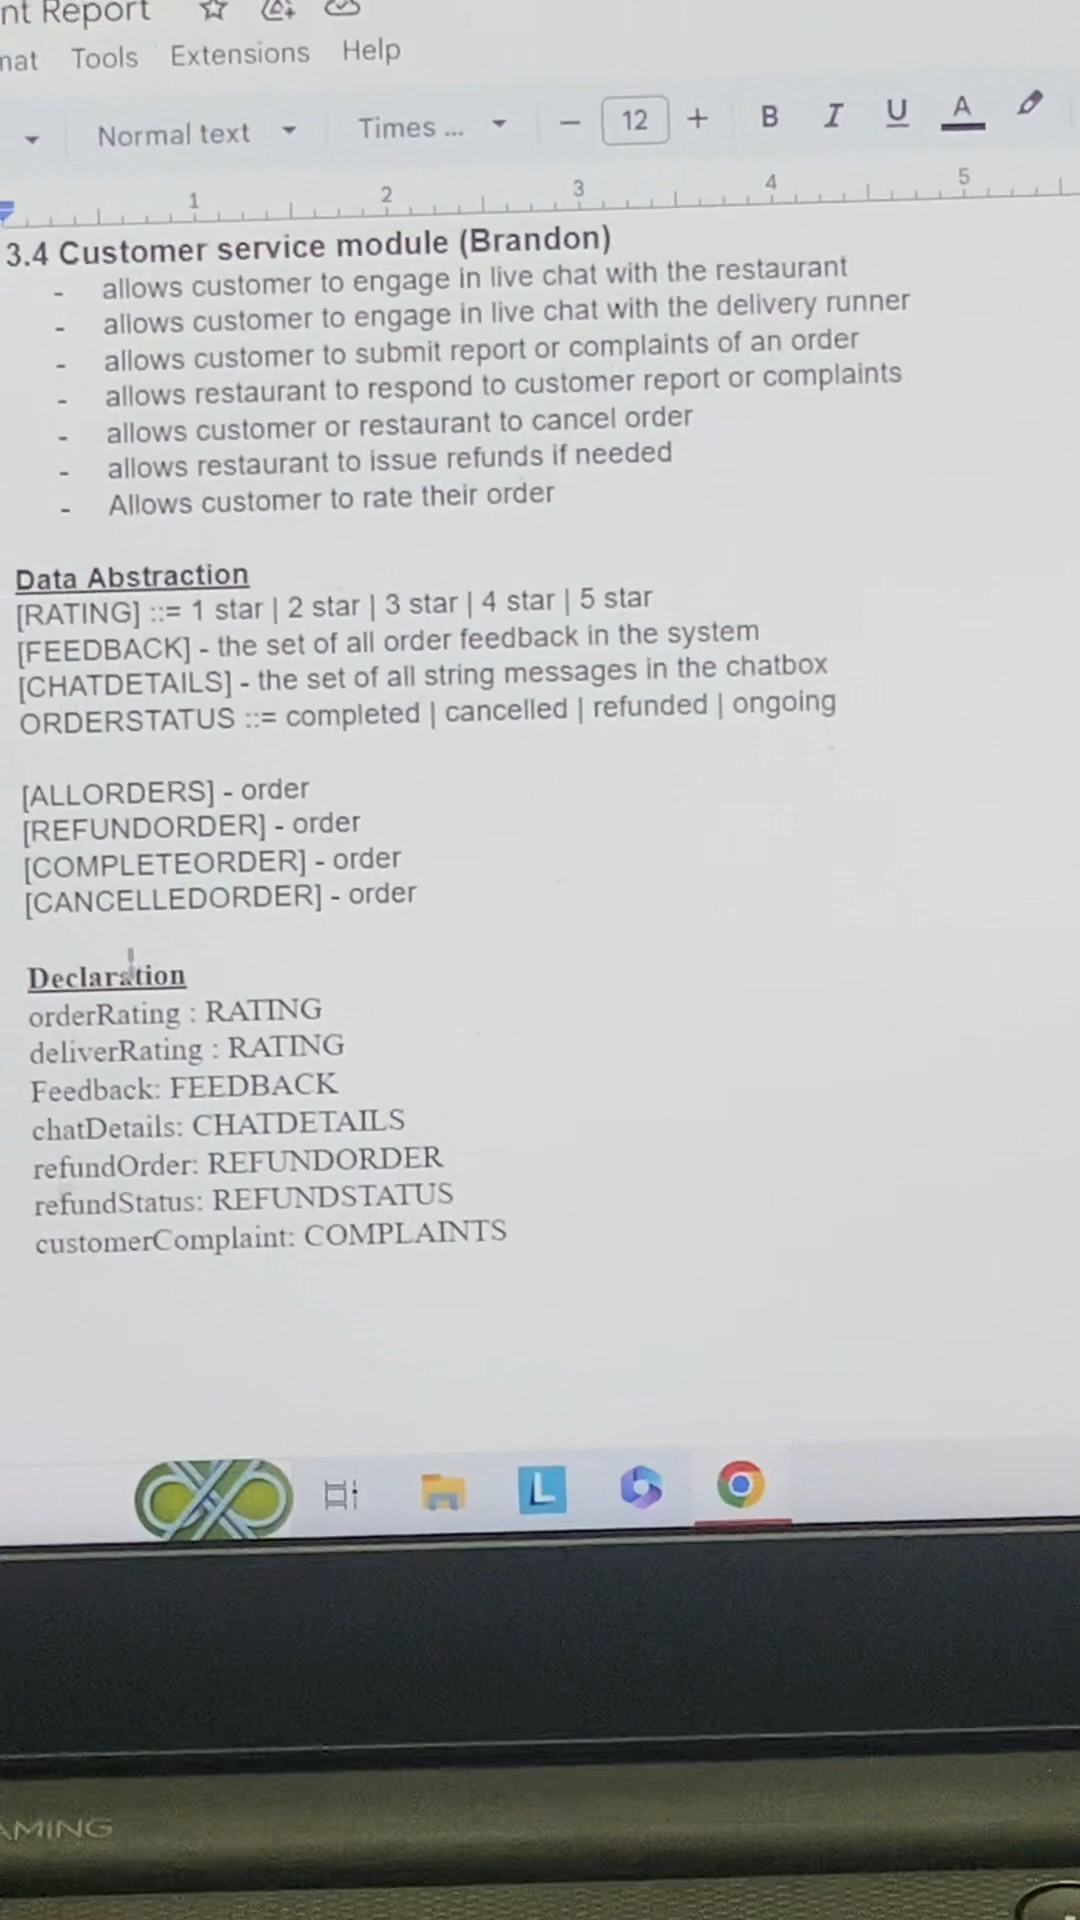 nt Report
nat Tools Extensions Help
Normal text Times ... − 12 + B I U A
1 2 3 4 5
3.4 Customer service module (Brandon)
- allows customer to engage in live chat with the restaurant
- allows customer to engage in live chat with the delivery runner
- allows customer to submit report or complaints of an order
- allows restaurant to respond to customer report or complaints
- allows customer or restaurant to cancel order
- allows restaurant to issue refunds if needed
- Allows customer to rate their order
Data Abstraction
[RATING] ::= 1 star | 2 star | 3 star | 4 star | 5 star
[FEEDBACK] - the set of all order feedback in the system
[CHATDETAILS] - the set of all string messages in the chatbox
ORDERSTATUS ::= completed | cancelled | refunded | ongoing
[ALLORDERS] - order
[REFUNDORDER] - order
[COMPLETEORDER] - order
[CANCELLEDORDER] - order
Declaration
orderRating : RATING
deliverRating : RATING
Feedback: FEEDBACK
chatDetails: CHATDETAILS
refundOrder: REFUNDORDER
refundStatus: REFUNDSTATUS
customerComplaint: COMPLAINTS
L
AMING